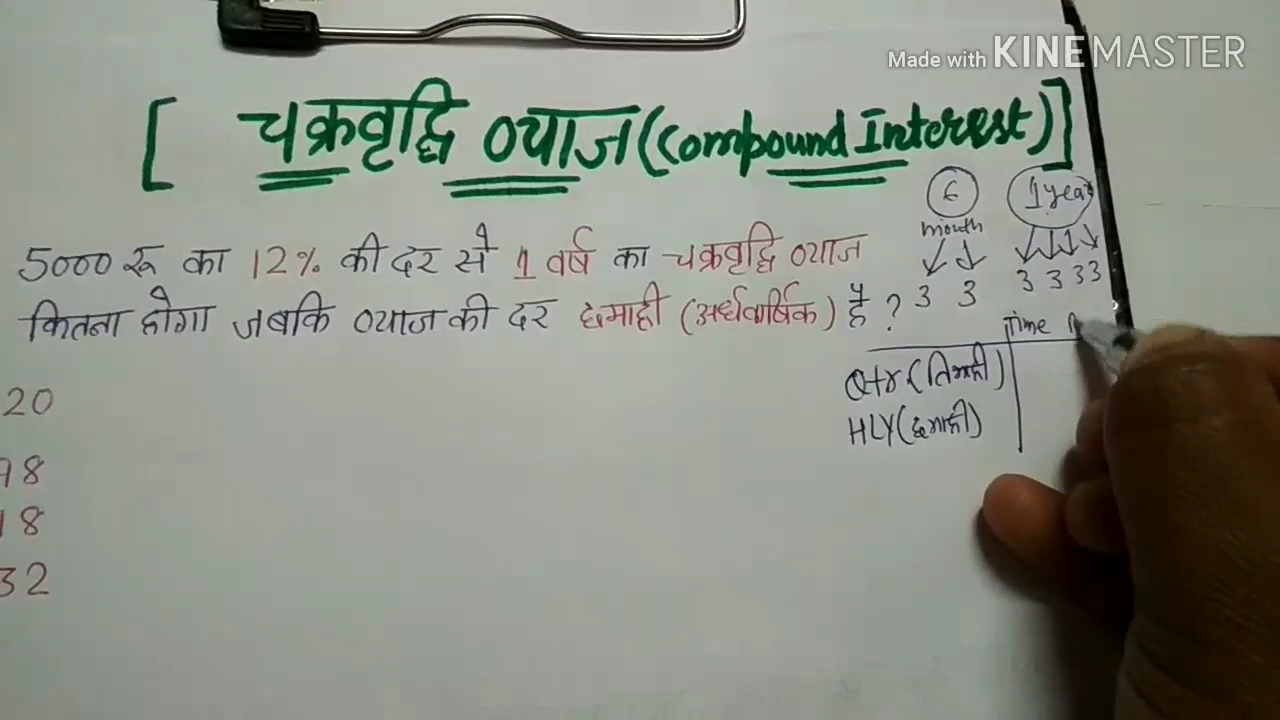 Made with KINEMASTER
[ चक्रवृद्धि ब्याज (Compound Interest) ]
6 month
1 year
3 3
3 3 3 3
5000 रू का 12% की दर से 1 वर्ष का चक्रवृद्धि ब्याज
कितना होगा जबकि ब्याज की दर छमाही (अर्धवार्षिक) है ?
Time
Qtr (तिमाही)
HLY (छमाही)
20
78
18
32